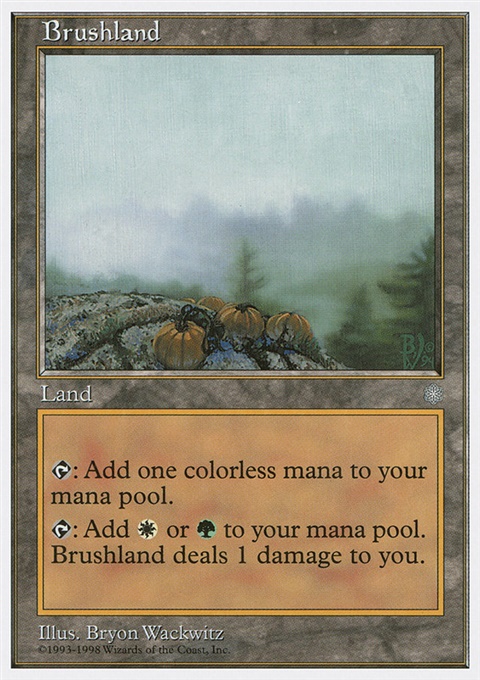 Brushland
Land
: Add one colorless mana to your
mana pool.
: Add or to your mana pool.
Brushland deals 1 damage to you.
Illus. Bryon Wackwitz
©1993-1998 Wizards of the Coast, Inc.